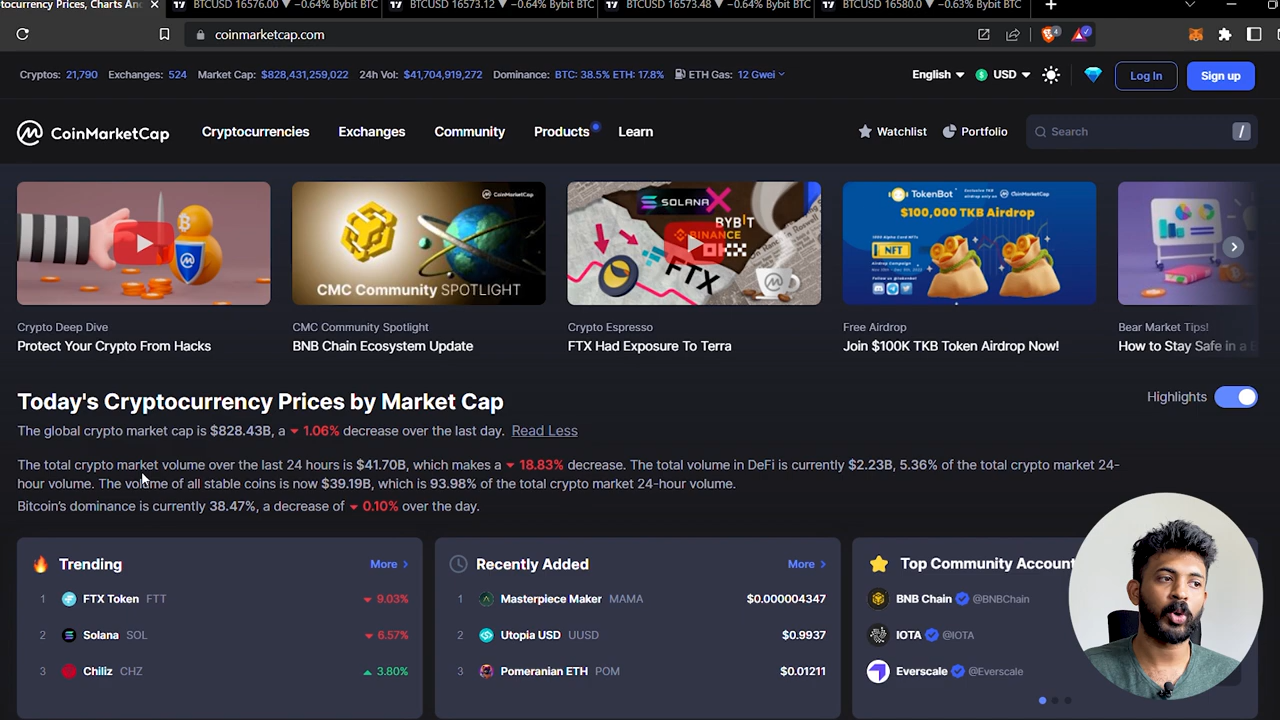 ocurrency Prices, Charts And
BTCUSD 16576.00 ▼ −0.64% Bybit BTC
BTCUSD 16573.12 ▼ −0.64% Bybit BTC
BTCUSD 16573.48 ▼ −0.64% Bybit BTC
BTCUSD 16580.0 ▼ −0.63% Bybit BTC
coinmarketcap.com
4
Cryptos: 21,790 Exchanges: 524 Market Cap: $828,431,259,022 24h Vol: $41,704,919,272 Dominance: BTC: 38.5% ETH: 17.8% ETH Gas: 12 Gwei
English USD Log In Sign up
CoinMarketCap Cryptocurrencies Exchanges Community Products Learn Watchlist Portfolio Search /
CoinMarketCap
CMC Community SPOTLIGHT
SOLANA
BYBIT
BINANCE
FTX
TokenBot
CoinMarketCap
$100,000 TKB Airdrop
NFT
Crypto Deep Dive
Protect Your Crypto From Hacks
CMC Community Spotlight
BNB Chain Ecosystem Update
Crypto Espresso
FTX Had Exposure To Terra
Free Airdrop
Join $100K TKB Token Airdrop Now!
Bear Market Tips!
How to Stay Safe in a
Today's Cryptocurrency Prices by Market Cap
Highlights
The global crypto market cap is $828.43B, a ▼ 1.06% decrease over the last day. Read Less
The total crypto market volume over the last 24 hours is $41.70B, which makes a ▼ 18.83% decrease. The total volume in DeFi is currently $2.23B, 5.36% of the total crypto market 24-
hour volume. The volume of all stable coins is now $39.19B, which is 93.98% of the total crypto market 24-hour volume.
Bitcoin's dominance is currently 38.47%, a decrease of ▼ 0.10% over the day.
Trending More
1 FTX Token FTT ▼ 9.03%
2 Solana SOL ▼ 6.57%
3 Chiliz CHZ ▲ 3.80%
Recently Added More
1 Masterpiece Maker MAMA $0.000004347
2 Utopia USD UUSD $0.9937
3 Pomeranian ETH POM $0.01211
Top Community Account
BNB Chain @BNBChain
IOTA @IOTA
Everscale @Everscale